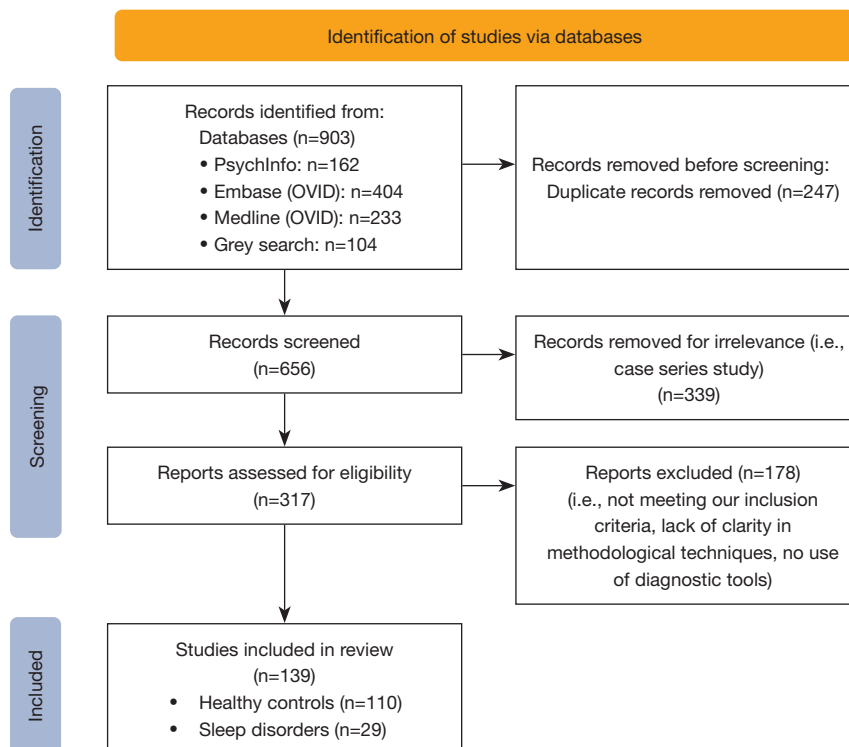 Identification of studies via databases
Identification
Records identified from:
Databases (n=903)
• PsychInfo: n=162
• Embase (OVID): n=404
• Medline (OVID): n=233
• Grey search: n=104
Records removed before screening:
Duplicate records removed (n=247)
Screening
Records screened
(n=656)
Records removed for irrelevance (i.e.,
case series study)
(n=339)
Reports assessed for eligibility
(n=317)
Reports excluded (n=178)
(i.e., not meeting our inclusion
criteria, lack of clarity in
methodological techniques, no use
of diagnostic tools)
Included
Studies included in review
(n=139)
• Healthy controls (n=110)
• Sleep disorders (n=29)